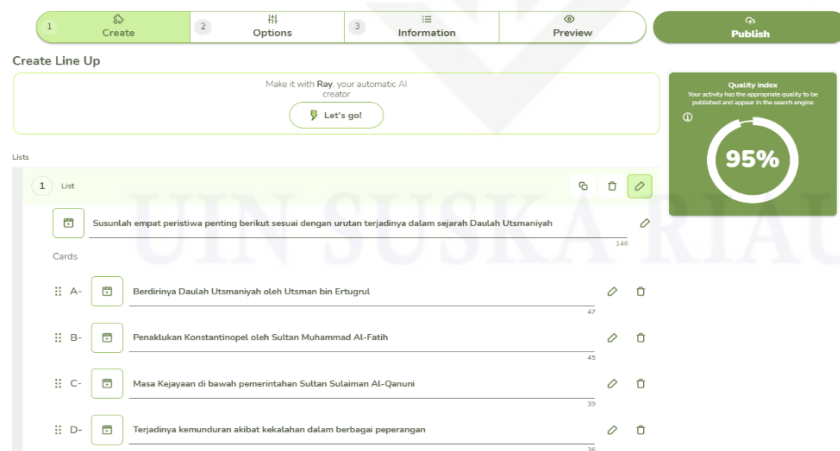 1 Create
2 Options
3 Information
Preview
Publish
Create Line Up
Make it with Ray, your automatic AI
creator
Let's go!
Quality index
Your activity has the appropriate quality to be
published and appear in the search engine
95%
Lists
1 List
Susunlah empat peristiwa penting berikut sesuai dengan urutan terjadinya dalam sejarah Daulah Utsmaniyah
146
Cards
A- Berdirinya Daulah Utsmaniyah oleh Utsman bin Ertugrul
47
B- Penaklukan Konstantinopel oleh Sultan Muhammad Al-Fatih
45
C- Masa Kejayaan di bawah pemerintahan Sultan Sulaiman Al-Qanuni
39
D- Terjadinya kemunduran akibat kekalahan dalam berbagai peperangan
36
UIN SUSKA RIAU